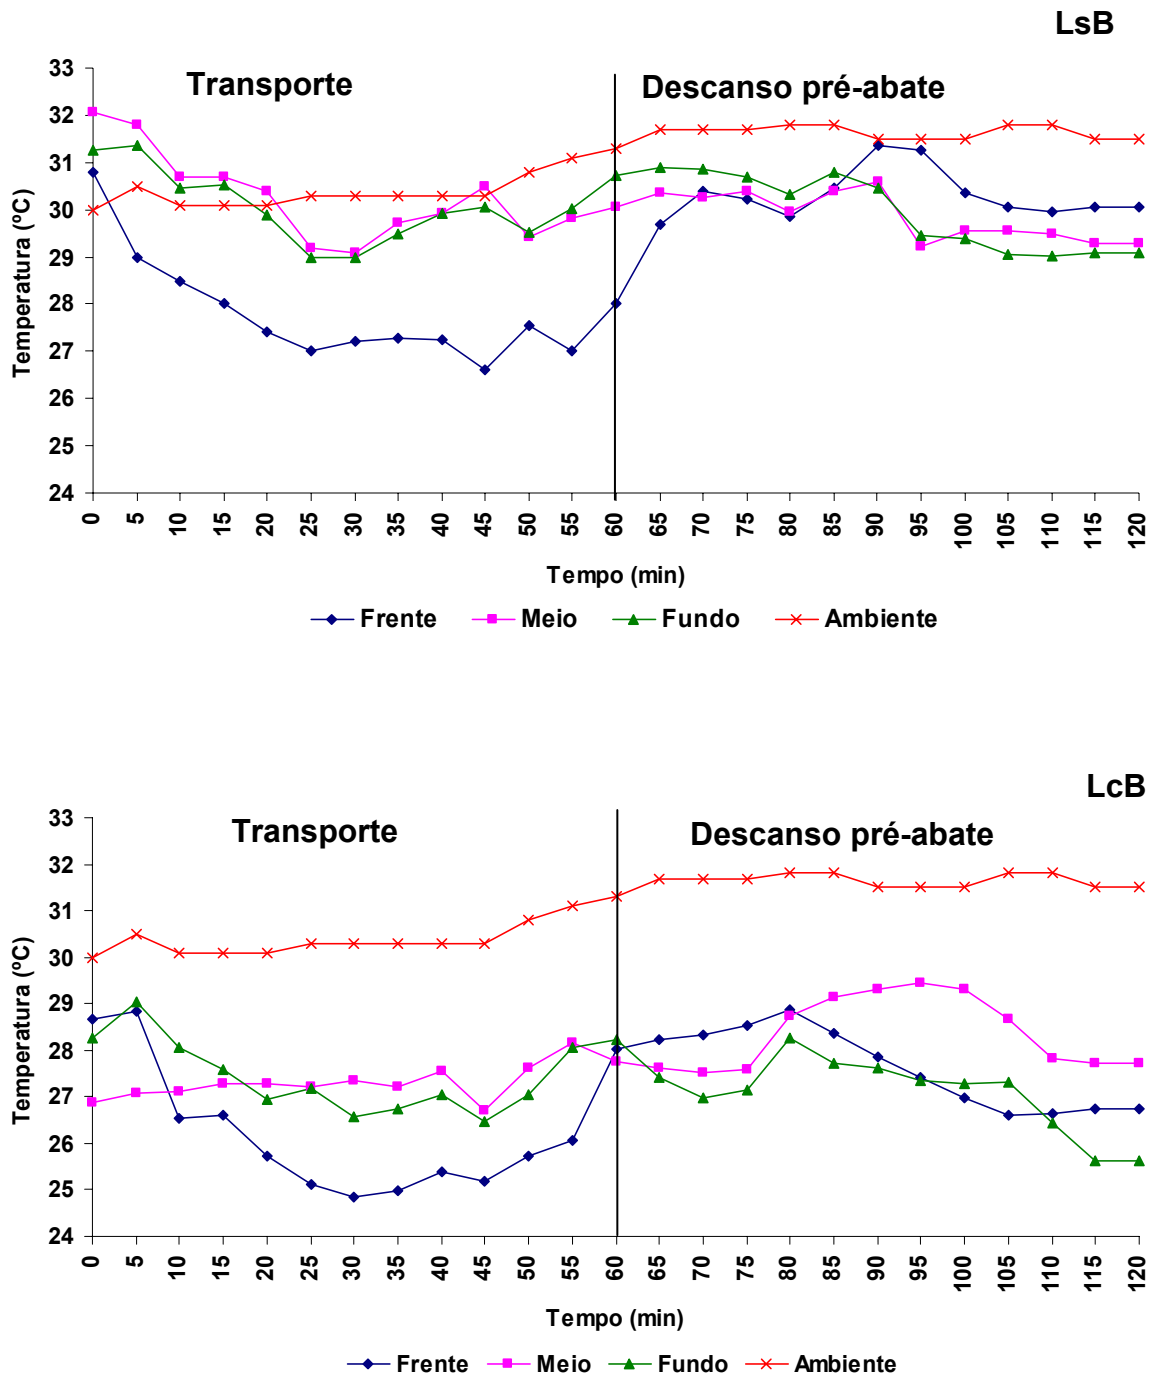 LsB
Transporte
Descanso pré-abate
33
32
31
30
29
28
27
26
25
24
Temperatura (ºC)
0 5 10 15 20 25 30 35 40 45 50 55 60 65 70 75 80 85 90 95 100 105 110 115 120
Tempo (min)
Frente Meio Fundo Ambiente
LcB
Transporte
Descanso pré-abate
33
32
31
30
29
28
27
26
25
24
Temperatura (ºC)
0 5 10 15 20 25 30 35 40 45 50 55 60 65 70 75 80 85 90 95 100 105 110 115 120
Tempo (min)
Frente Meio Fundo Ambiente